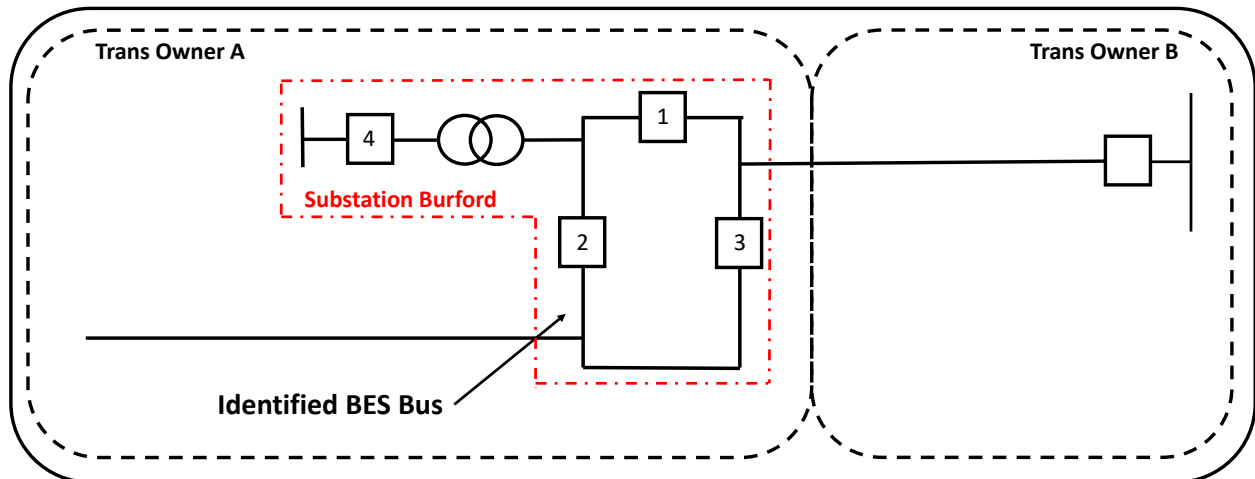 Trans Owner A
Trans Owner B
1
4
Substation Burford
2
3
Identified BES Bus